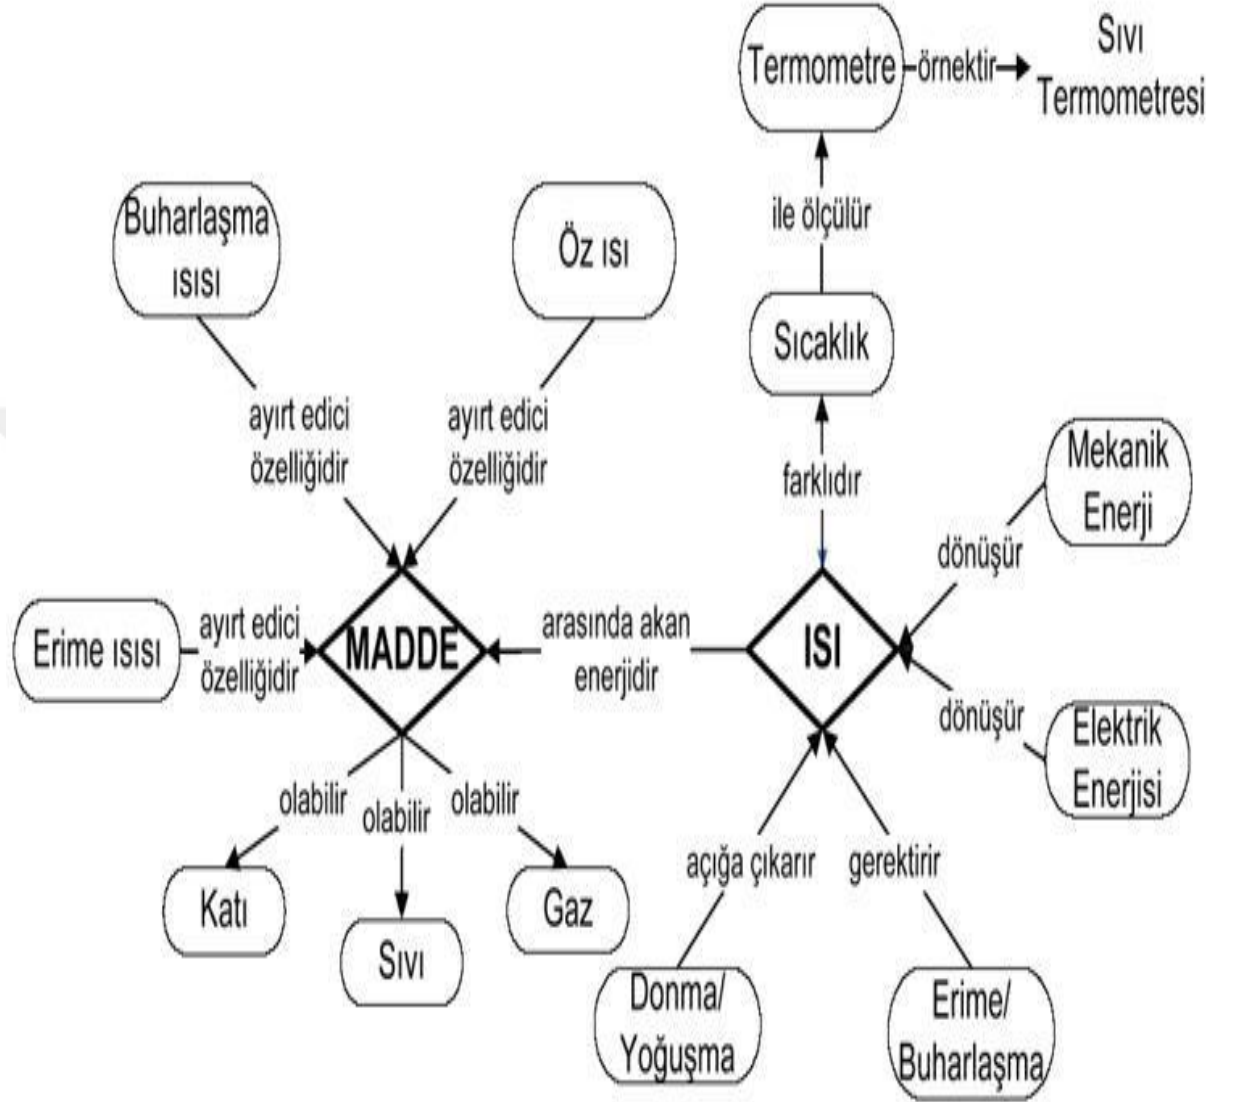 Sıvı
Termometresi
Termometre
örnektir
ile ölçülür
Buharlaşma
ısısı
Öz ısı
Sıcaklık
ayırt edici
özelliğidir
ayırt edici
özelliğidir
farklıdır
Mekanik
Enerji
dönüşür
Erime ısısı
ayırt edici
özelliğidir
MADDE
arasında akan
enerjidir
ISI
dönüşür
Elektrik
Enerjisi
olabilir
olabilir
olabilir
açığa çıkarır
gerektirir
Katı
Sıvı
Gaz
Donma/
Yoğuşma
Erime/
Buharlaşma